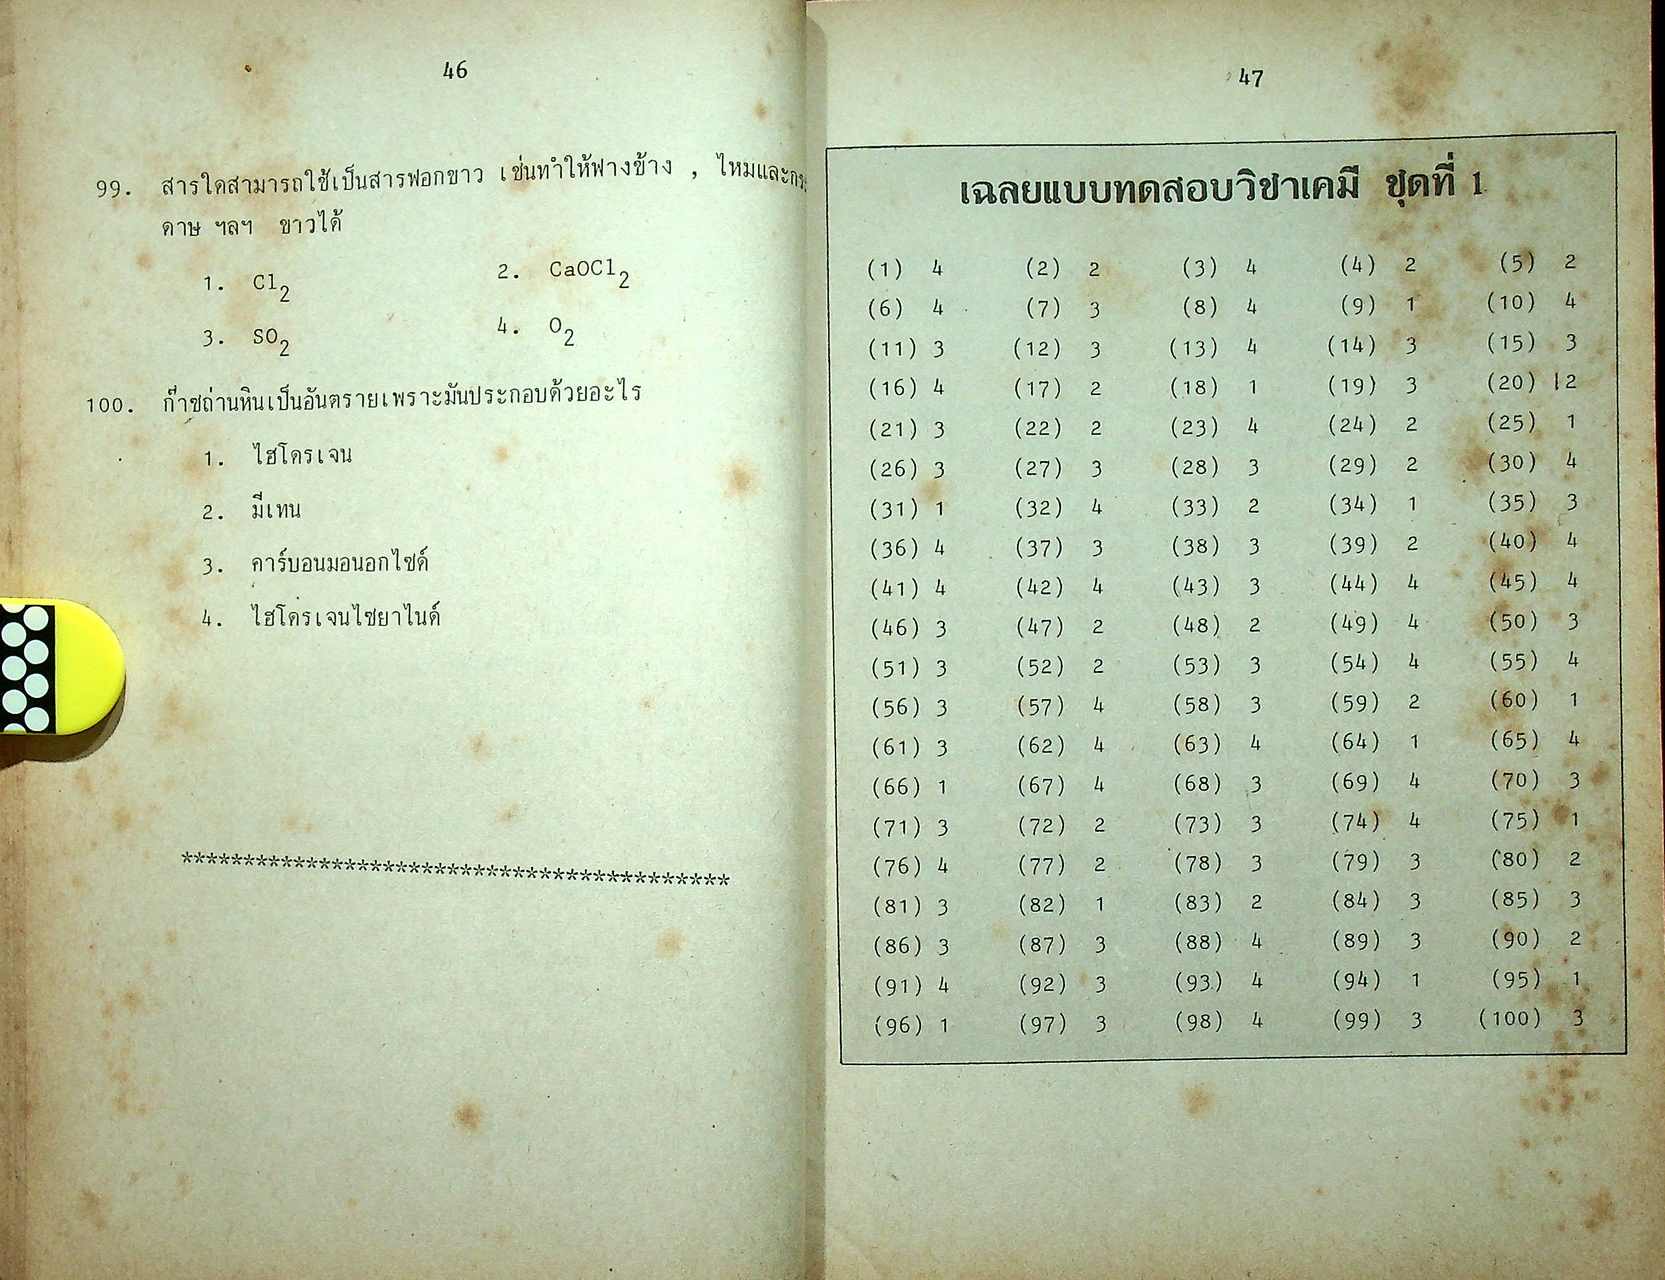 46
99. สารใดสามารถใช้เป็นสารฟอกขาว เช่นทำให้ฟางข้าง , ไหมและกระ
ดาษ ฯลฯ ขาวได้
1. Cl2 2. CaOCl2
3. SO2 4. O2
100. ก๊าซถ่านหินเป็นอันตรายเพราะมันประกอบด้วยอะไร
1. ไฮโดรเจน
2. มีเทน
3. คาร์บอนมอนอกไซด์
4. ไฮโดรเจนไซยาไนด์
********************************************
47
เฉลยแบบทดสอบวิชาเคมี ชุดที่ 1
(1) 4 (2) 2 (3) 4 (4) 2 (5) 2
(6) 4 (7) 3 (8) 4 (9) 1 (10) 4
(11) 3 (12) 3 (13) 4 (14) 3 (15) 3
(16) 4 (17) 2 (18) 1 (19) 3 (20) 2
(21) 3 (22) 2 (23) 4 (24) 2 (25) 1
(26) 3 (27) 3 (28) 3 (29) 2 (30) 4
(31) 1 (32) 4 (33) 2 (34) 1 (35) 3
(36) 4 (37) 3 (38) 3 (39) 2 (40) 4
(41) 4 (42) 4 (43) 3 (44) 4 (45) 4
(46) 3 (47) 2 (48) 2 (49) 4 (50) 3
(51) 3 (52) 2 (53) 3 (54) 4 (55) 4
(56) 3 (57) 4 (58) 3 (59) 2 (60) 1
(61) 3 (62) 4 (63) 4 (64) 1 (65) 4
(66) 1 (67) 4 (68) 3 (69) 4 (70) 3
(71) 3 (72) 2 (73) 3 (74) 4 (75) 1
(76) 4 (77) 2 (78) 3 (79) 3 (80) 2
(81) 3 (82) 1 (83) 2 (84) 3 (85) 3
(86) 3 (87) 3 (88) 4 (89) 3 (90) 2
(91) 4 (92) 3 (93) 4 (94) 1 (95) 1
(96) 1 (97) 3 (98) 4 (99) 3 (100) 3